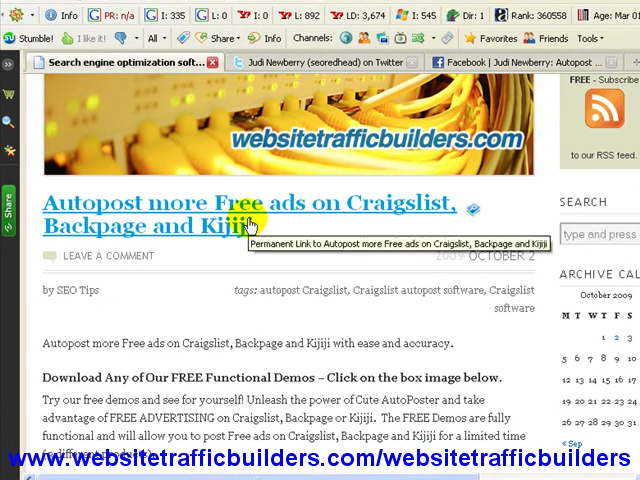 Info PR: n/a I: 335 L: 0 I: 0 L: 892 LD: 3,674 I: 545 Dir: 1 Rank: 360558 Age: Mar 01
Stumble! I like it! All Share Info Channels: Favorites Friends Tools
Search engine optimization soft... Judi Newberry (seoredhead) on Twitter Facebook | Judi Newberry: Autopost ...
Share
websitetrafficbuilders.com
FREE - Subscribe
to our RSS feed.
Autopost more Free ads on Craigslist,
Backpage and Kijiji
Permanent Link to Autopost more Free ads on Craigslist, Backpage and Kijiji
LEAVE A COMMENT 2009 OCTOBER 2
by SEO Tips tags: autopost Craigslist, Craigslist autopost software, Craigslist
software
Autopost more Free ads on Craigslist, Backpage and Kijiji with ease and accuracy.
Download Any of Our FREE Functional Demos – Click on the box image below.
Try our free demos and see for yourself! Unleash the power of Cute AutoPoster and take
advantage of FREE ADVERTISING on Craigslist, Backpage or Kijiji. The FREE Demos are fully
functional and will allow you to post Free ads on Craigslist, Backpage and Kijiji for a limited time
SEARCH
type and press
ARCHIVE CAL
October 2009
M T W T F S
1 2 3
5 6 7 8 9 10
12 13 14 15 16 17
19 20 21 22 23 24
26 27 28 29 30 31
« Sep
www.websitetrafficbuilders.com/websitetrafficbuilders